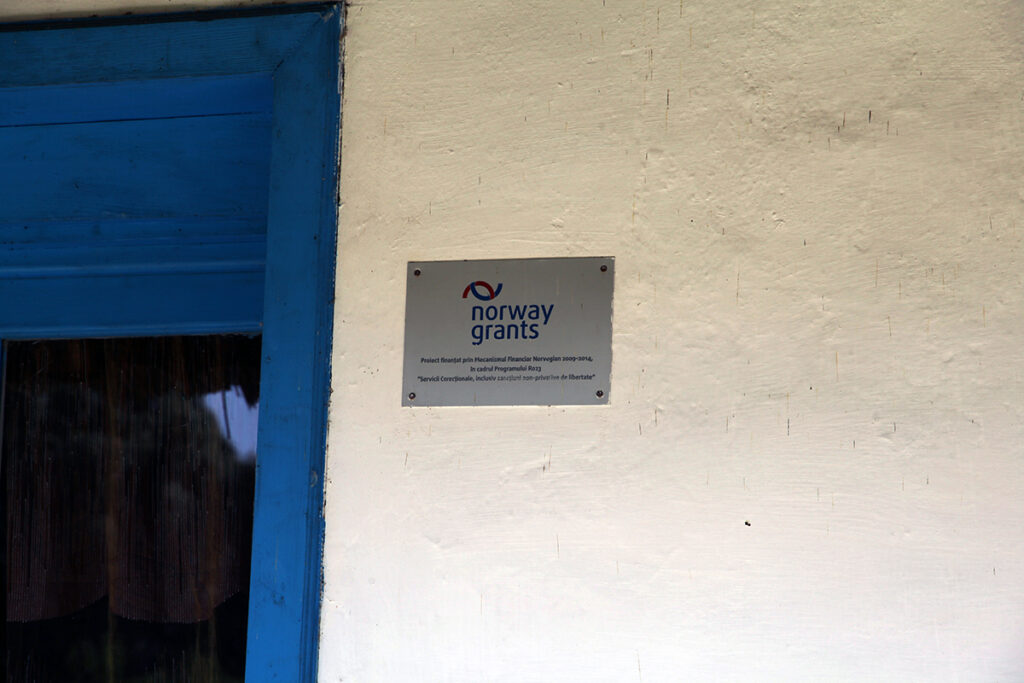 norway
grants
Proiect finanțat prin Mecanismul Financiar Norvegian 2009-2014,
în cadrul Programului RO23
"Servicii Corecționale, inclusiv sancțiuni non-privative de libertate"